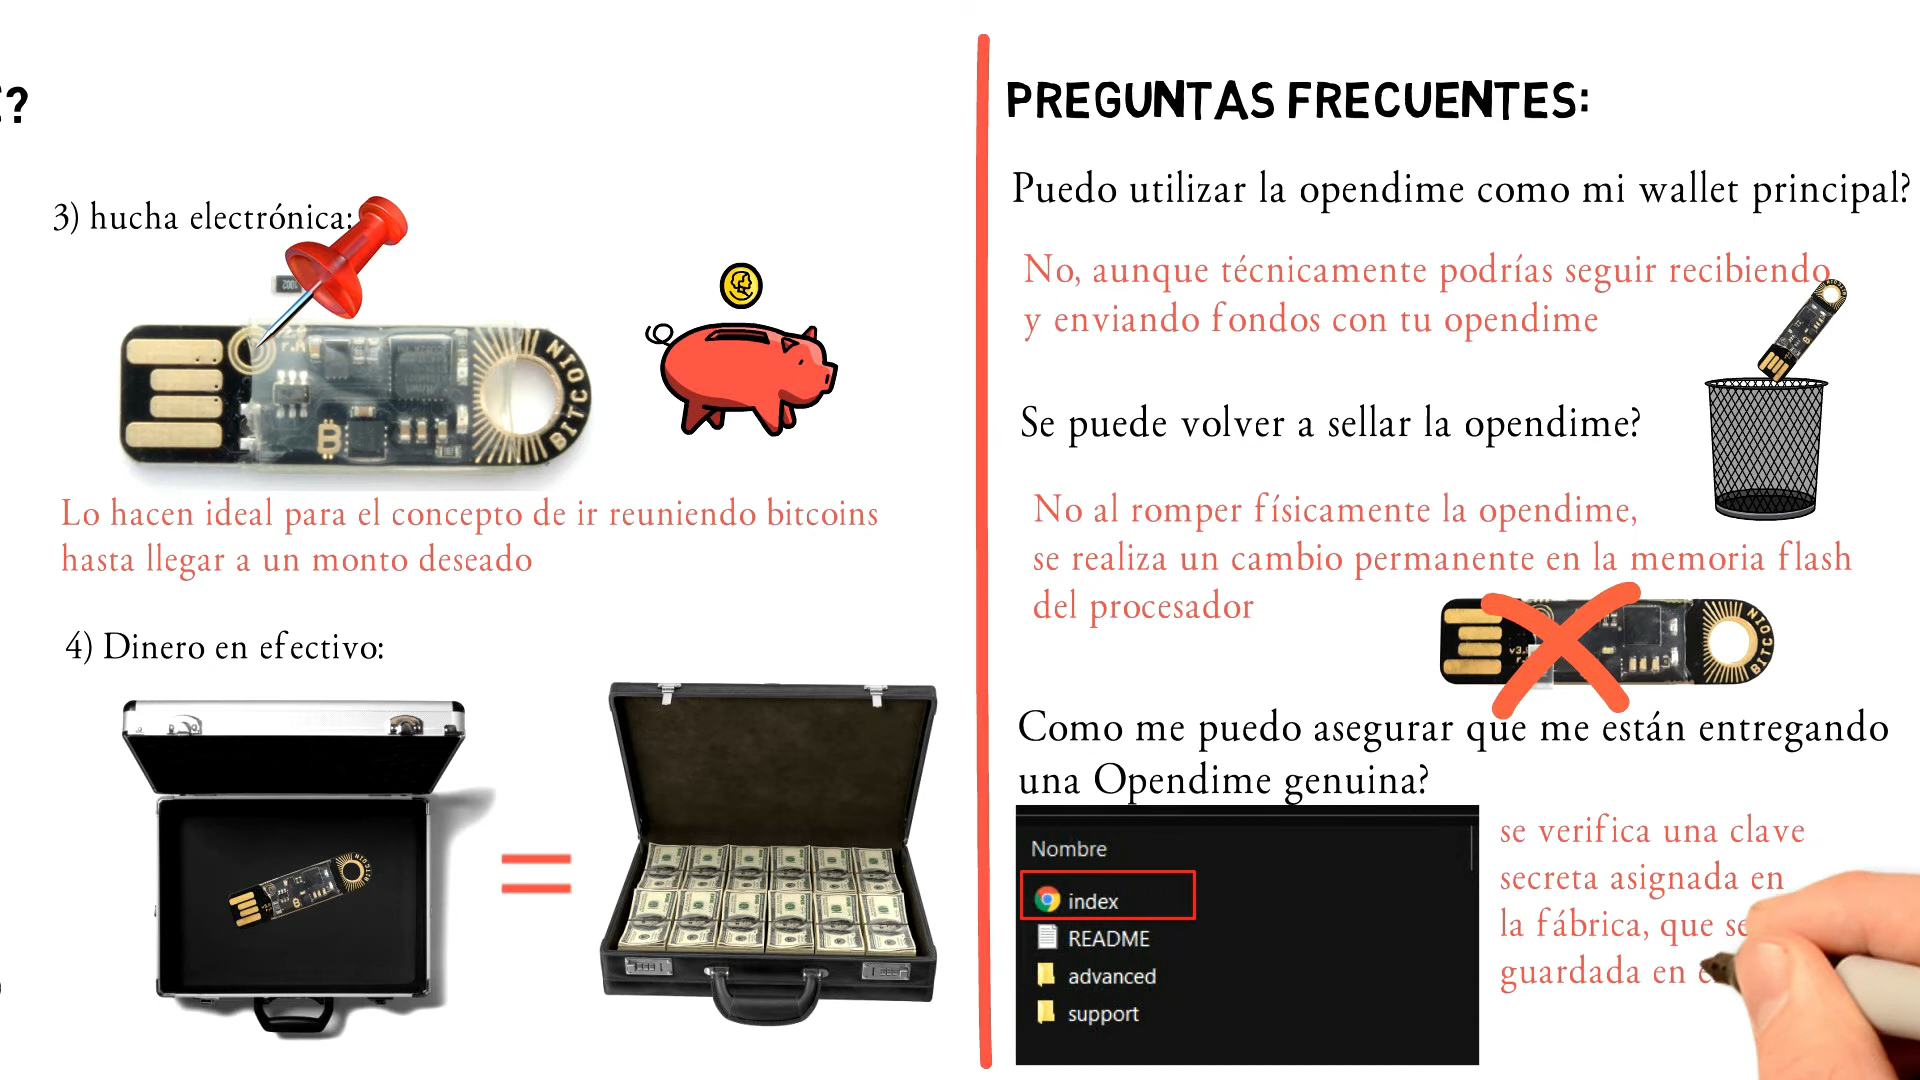 ?
3) hucha electrónica:
1002
BITCOIN
Lo hacen ideal para el concepto de ir reuniendo bitcoins
hasta llegar a un monto deseado
4) Dinero en efectivo:
=
PREGUNTAS FRECUENTES:
Puedo utilizar la opendime como mi wallet principal?
No, aunque técnicamente podrías seguir recibiendo
y enviando fondos con tu opendime
Se puede volver a sellar la opendime?
No al romper físicamente la opendime,
se realiza un cambio permanente en la memoria flash
del procesador
BITCOIN
Como me puedo asegurar que me están entregando
una Opendime genuina?
Nombre
index
README
advanced
support
se verifica una clave
secreta asignada en
la fábrica, que se
guardada en